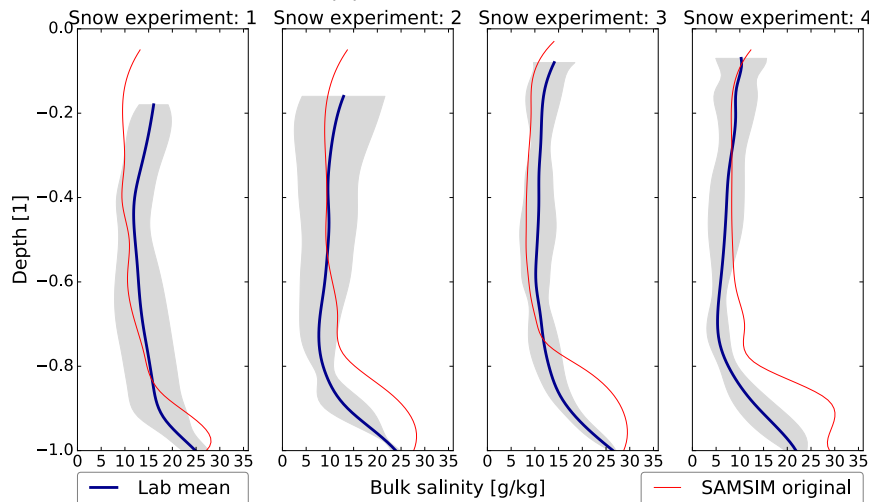 Snow experiment: 1
Snow experiment: 2
Snow experiment: 3
Snow experiment: 4
Depth [1]
0.0
−0.2
−0.4
−0.6
−0.8
−1.0
0 5 10 15 20 25 30 35
0 5 10 15 20 25 30 35
0 5 10 15 20 25 30 35
0 5 10 15 20 25 30 35
Lab mean
Bulk salinity [g/kg]
SAMSIM original